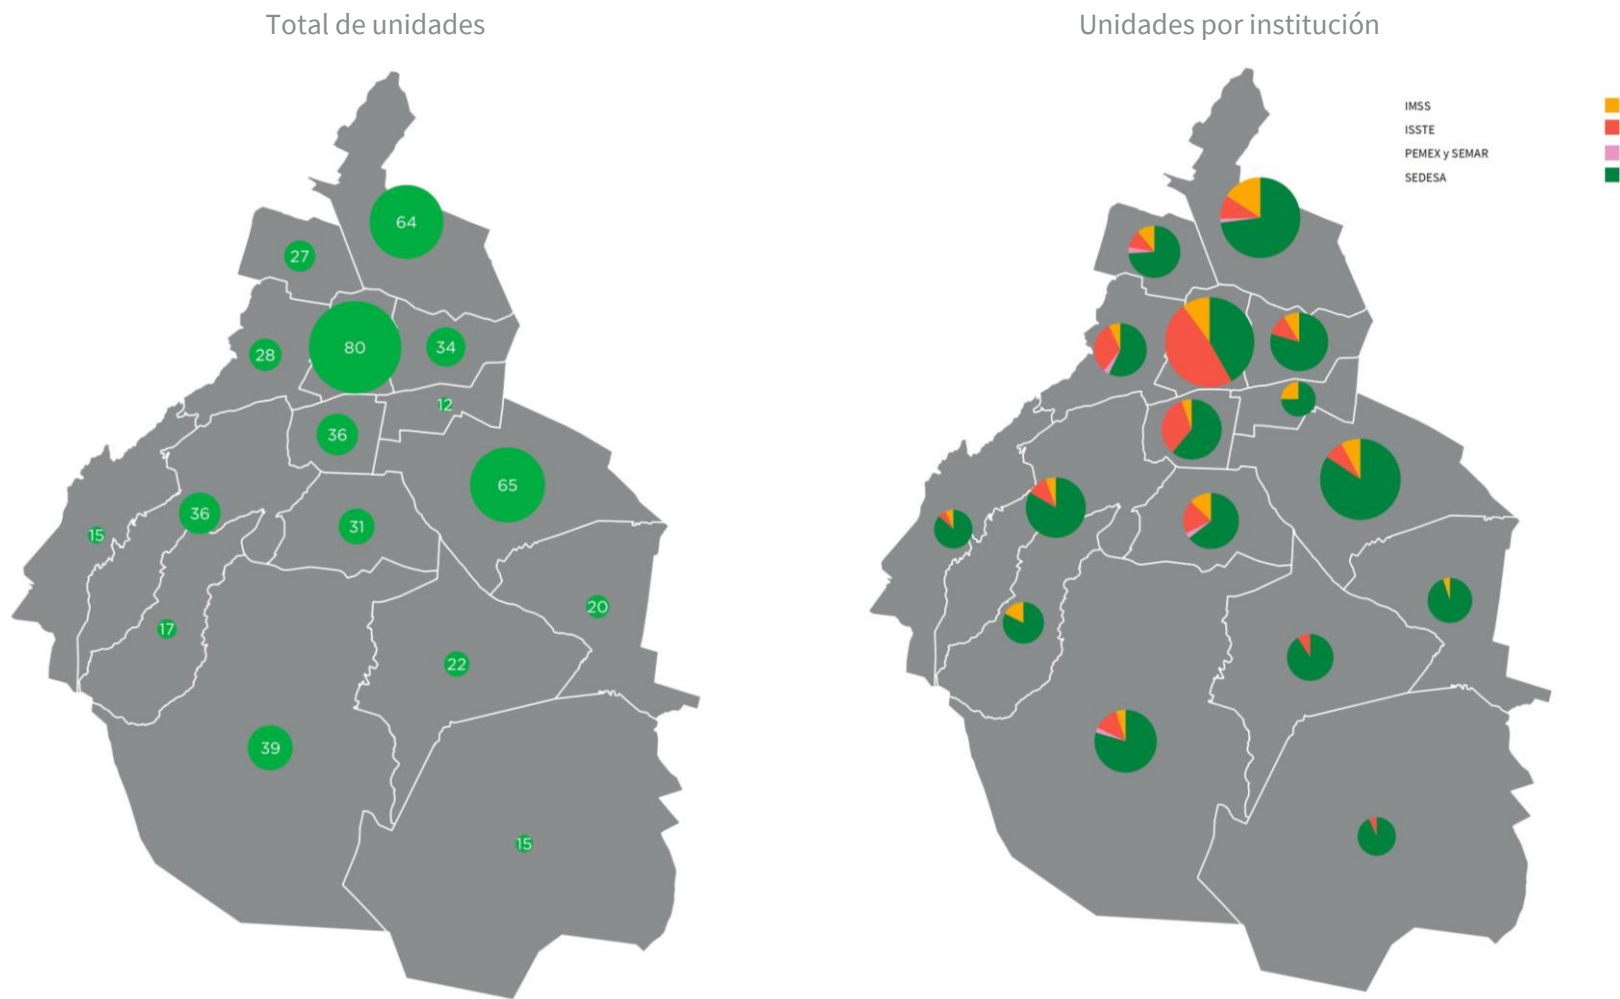 Total de unidades
Unidades por institución
IMSS
ISSTE
PEMEX y SEMAR
SEDESA
64
27
80
34
28
12
36
65
36
31
15
20
17
22
39
15